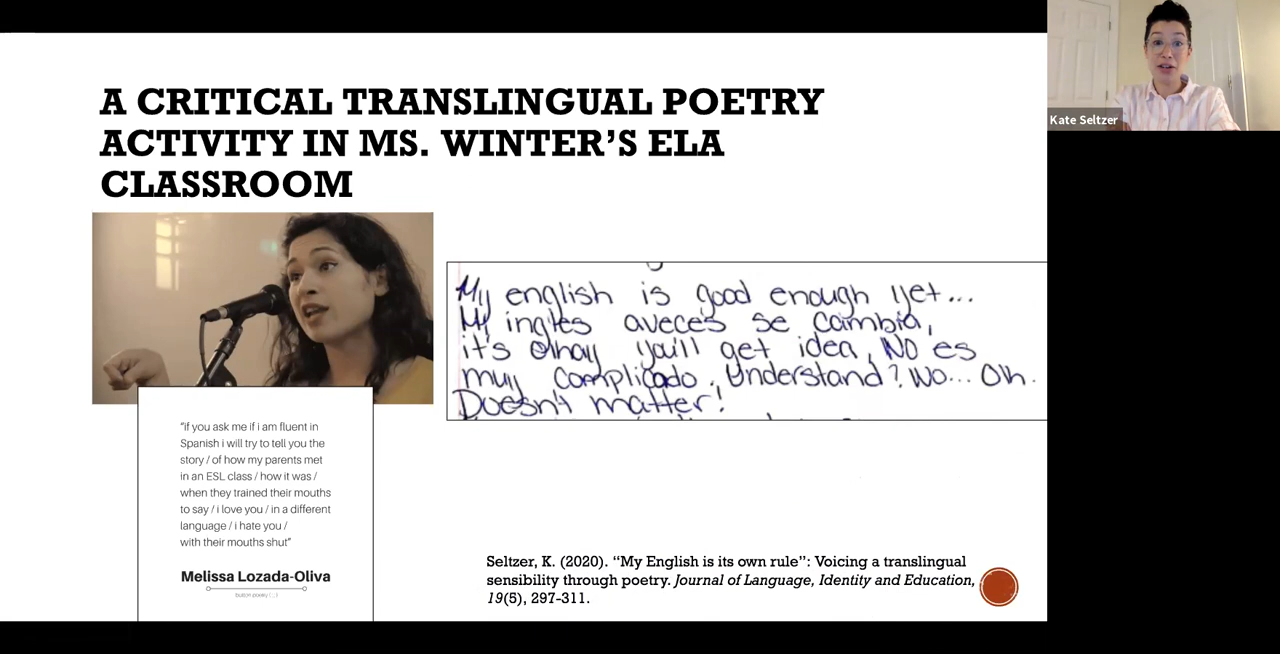 A CRITICAL TRANSLINGUAL POETRY
ACTIVITY IN MS. WINTER'S ELA
CLASSROOM
My english is good enough yet...
My ingles aveces se cambia,
it's Okay you'll get idea, NO es
muy complicado. Understand? No... Oh.
Doesn't matter!
"if you ask me if i am fluent in
Spanish i will try to tell you the
story / of how my parents met
in an ESL class / how it was /
when they trained their mouths
to say / i love you / in a different
language / i hate you /
with their mouths shut"
Melissa Lozada-Oliva
button poetry
Seltzer, K. (2020). "My English is its own rule": Voicing a translingual
sensibility through poetry. Journal of Language, Identity and Education,
19(5), 297-311.
Kate Seltzer